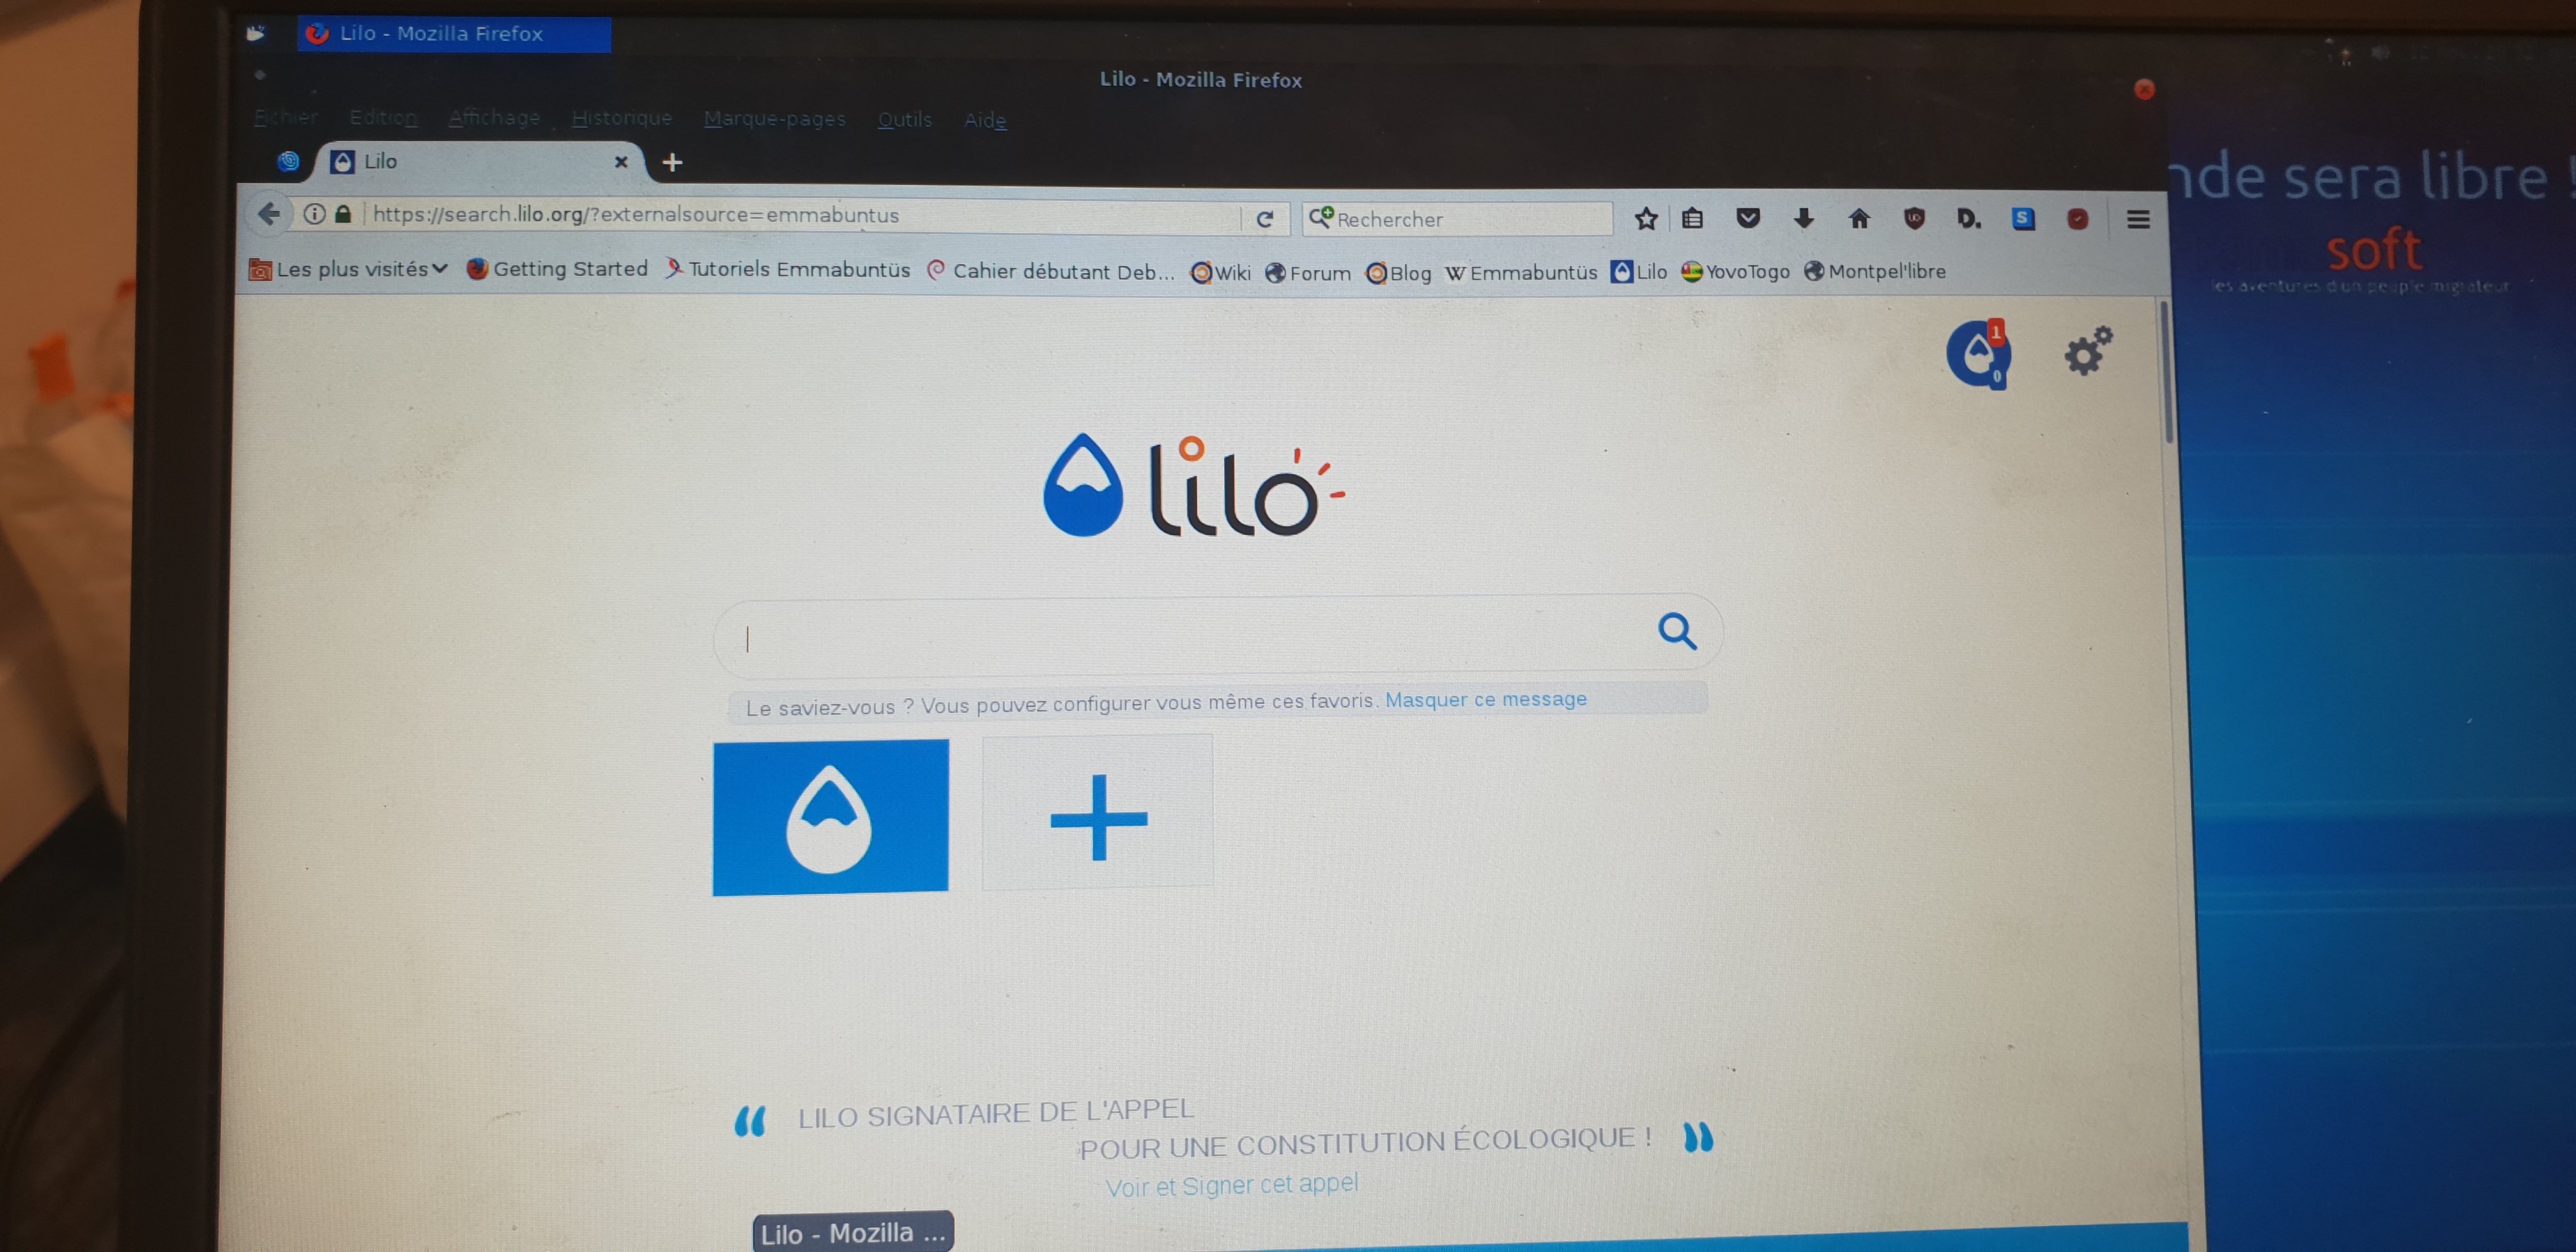 Lilo - Mozilla Firefox
Lilo - Mozilla Firefox
Fichier Edition Affichage Historique Marque-pages Outils Aide
Lilo
https://search.lilo.org/?externalsource=emmabuntus
Rechercher
D.
S
Les plus visités Getting Started Tutoriels Emmabuntüs Cahier débutant Deb... Wiki Forum Blog W Emmabuntüs Lilo YovoTogo Montpel'libre
nde sera libre !
soft
les aventures d'un peuple migrateur
1
0
lilo
Le saviez-vous ? Vous pouvez configurer vous même ces favoris. Masquer ce message
LILO SIGNATAIRE DE L'APPEL
POUR UNE CONSTITUTION ÉCOLOGIQUE !
Voir et Signer cet appel
Lilo - Mozilla ...